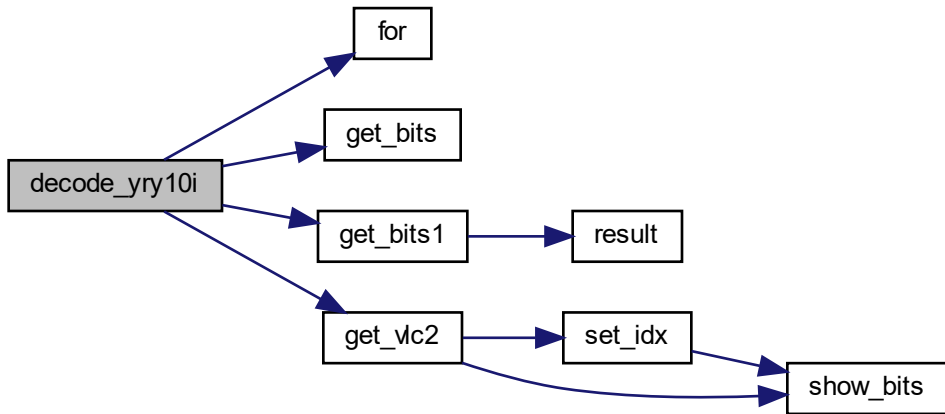 for
get_bits
decode_yry10i
get_bits1
result
get_vlc2
set_idx
show_bits